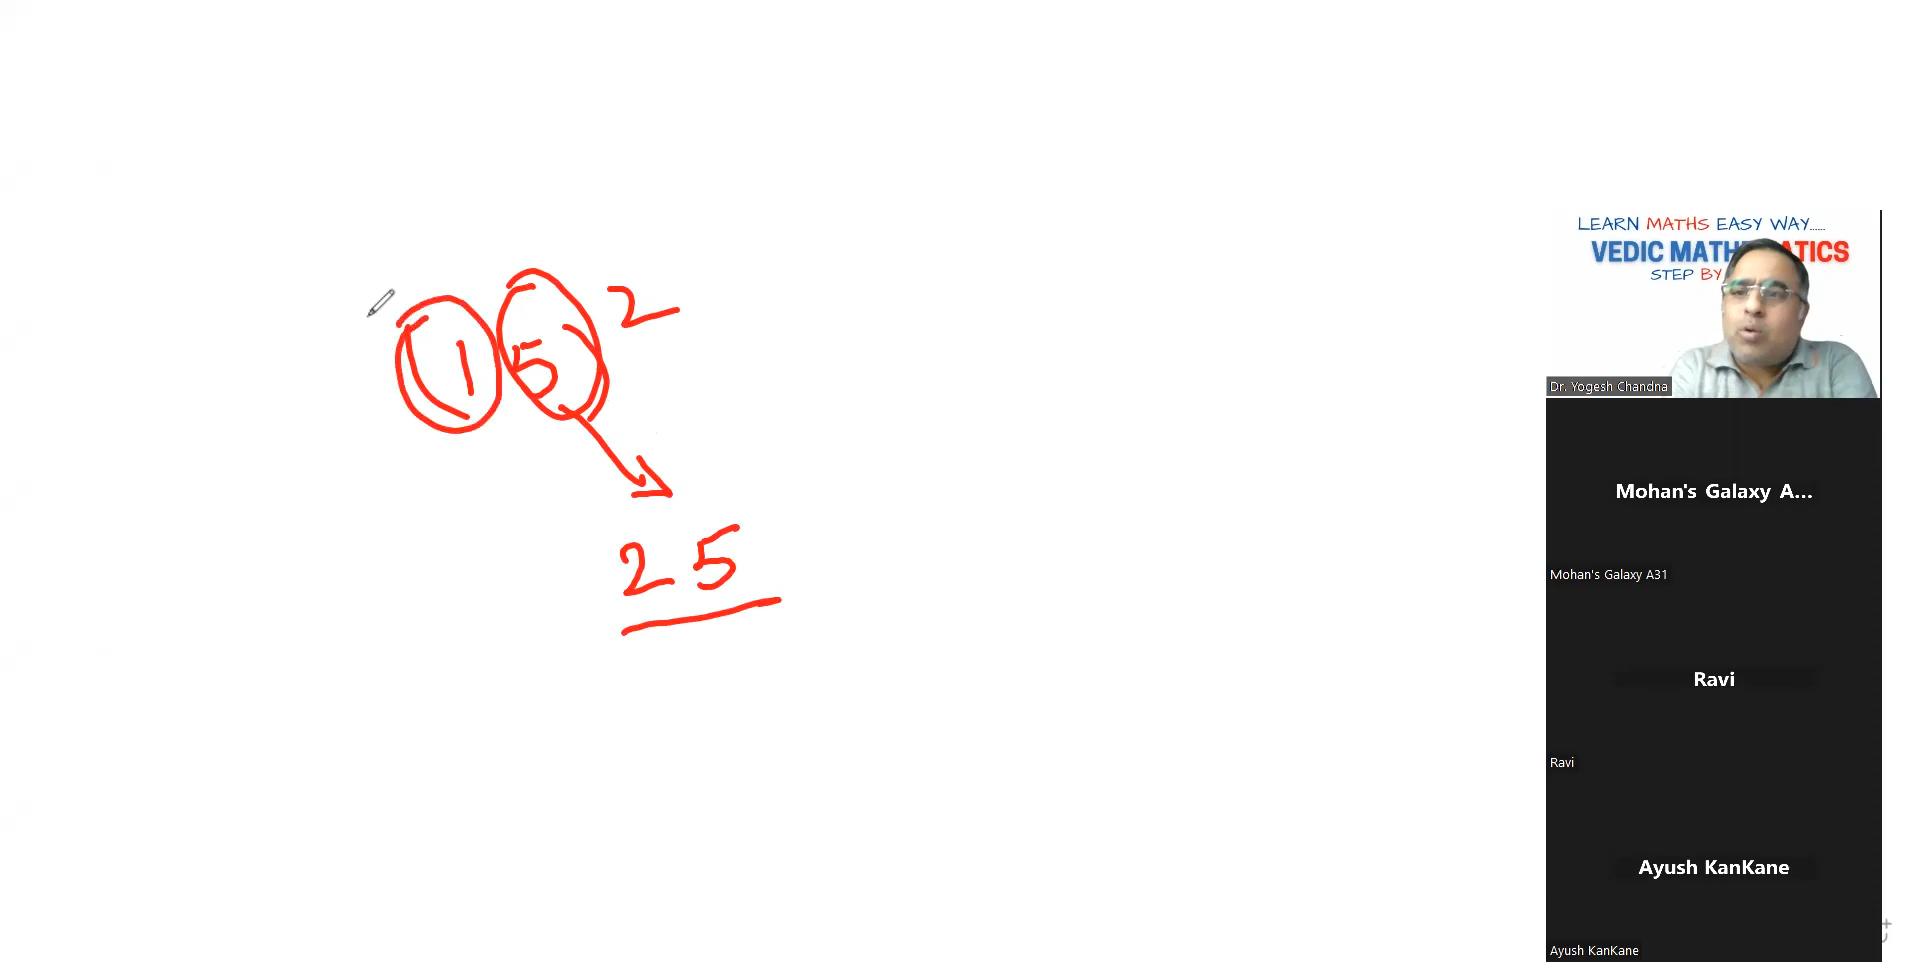 15²
25
LEARN MATHS EASY WAY......
VEDIC MATH ATICS
STEP BY
Dr. Yogesh Chandna
Mohan's Galaxy A...
Mohan's Galaxy A31
Ravi
Ravi
Ayush KanKane
Ayush KanKane